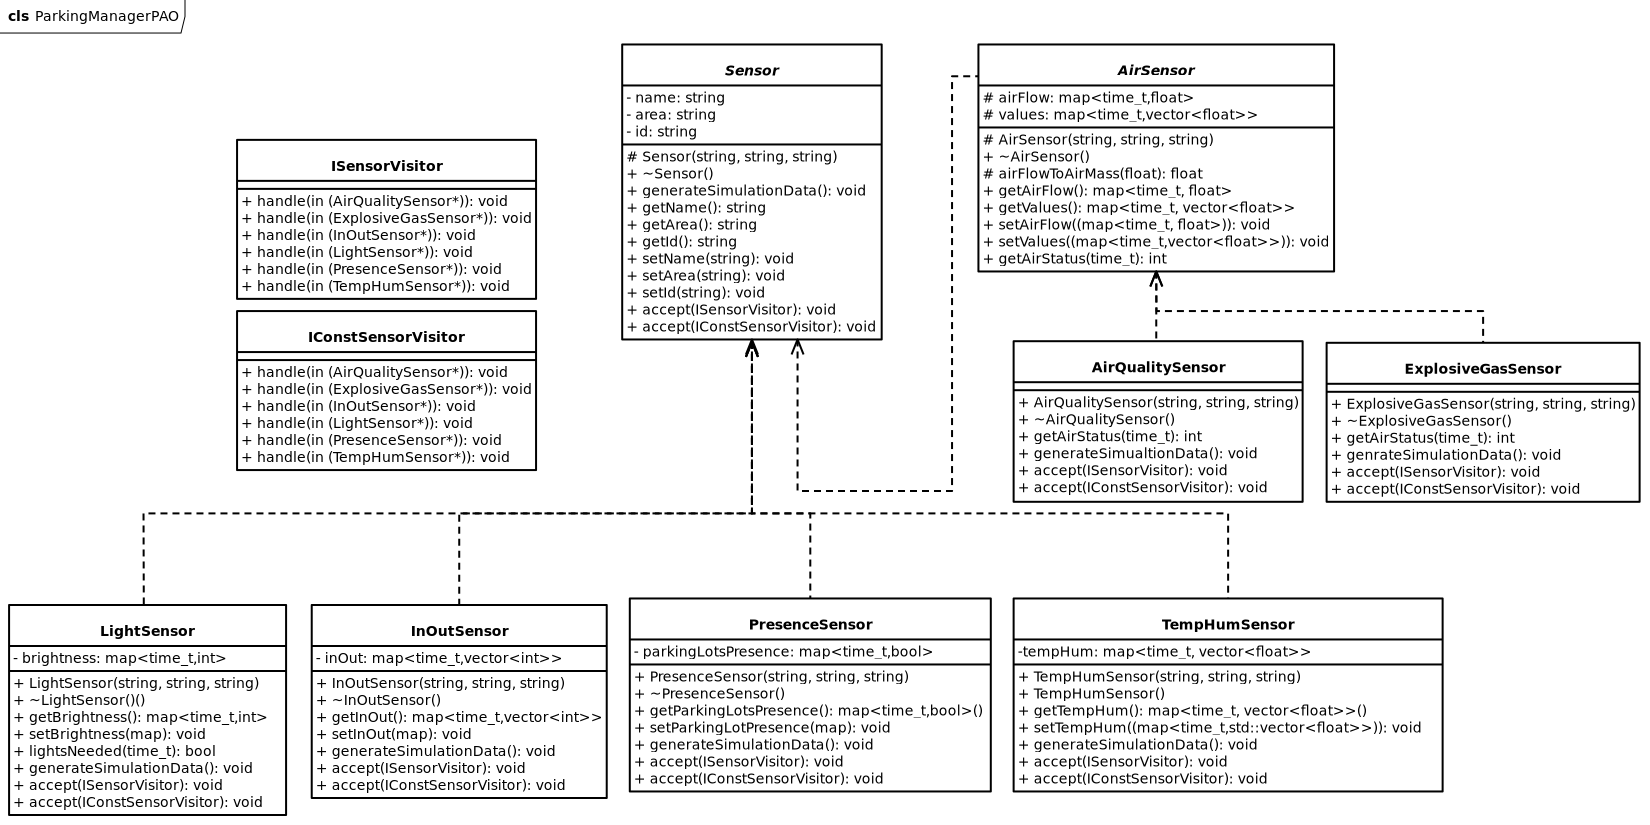 cls ParkingManagerPAO
Sensor
- name: string
- area: string
- id: string
# Sensor(string, string, string)
+ ~Sensor()
+ generateSimulationData(): void
+ getName(): string
+ getArea(): string
+ getId(): string
+ setName(string): void
+ setArea(string): void
+ setId(string): void
+ accept(ISensorVisitor): void
+ accept(IConstSensorVisitor): void
AirSensor
# airFlow: map<time_t,float>
# values: map<time_t,vector<float>>
# AirSensor(string, string, string)
+ ~AirSensor()
# airFlowToAirMass(float): float
+ getAirFlow(): map<time_t, float>
+ getValues(): map<time_t, vector<float>>
+ setAirFlow((map<time_t, float>)): void
+ setValues((map<time_t,vector<float>>)): void
+ getAirStatus(time_t): int
ISensorVisitor
+ handle(in (AirQualitySensor*)): void
+ handle(in (ExplosiveGasSensor*)): void
+ handle(in (InOutSensor*)): void
+ handle(in (LightSensor*)): void
+ handle(in (PresenceSensor*)): void
+ handle(in (TempHumSensor*)): void
IConstSensorVisitor
+ handle(in (AirQualitySensor*)): void
+ handle(in (ExplosiveGasSensor*)): void
+ handle(in (InOutSensor*)): void
+ handle(in (LightSensor*)): void
+ handle(in (PresenceSensor*)): void
+ handle(in (TempHumSensor*)): void
AirQualitySensor
+ AirQualitySensor(string, string, string)
+ ~AirQualitySensor()
+ getAirStatus(time_t): int
+ generateSimualtionData(): void
+ accept(ISensorVisitor): void
+ accept(IConstSensorVisitor): void
ExplosiveGasSensor
+ ExplosiveGasSensor(string, string, string)
+ ~ExplosiveGasSensor()
+ getAirStatus(time_t): int
+ genrateSimulationData(): void
+ accept(ISensorVisitor): void
+ accept(IConstSensorVisitor): void
LightSensor
- brightness: map<time_t,int>
+ LightSensor(string, string, string)
+ ~LightSensor()()
+ getBrightness(): map<time_t,int>
+ setBrightness(map): void
+ lightsNeeded(time_t): bool
+ generateSimulationData(): void
+ accept(ISensorVisitor): void
+ accept(IConstSensorVisitor): void
InOutSensor
- inOut: map<time_t,vector<int>>
+ InOutSensor(string, string, string)
+ ~InOutSensor()
+ getInOut(): map<time_t,vector<int>>
+ setInOut(map): void
+ generateSimulationData(): void
+ accept(ISensorVisitor): void
+ accept(IConstSensorVisitor): void
PresenceSensor
- parkingLotsPresence: map<time_t,bool>
+ PresenceSensor(string, string, string)
+ ~PresenceSensor()
+ getParkingLotsPresence(): map<time_t,bool>()
+ setParkingLotPresence(map): void
+ generateSimulationData(): void
+ accept(ISensorVisitor): void
+ accept(IConstSensorVisitor): void
TempHumSensor
-tempHum: map<time_t, vector<float>>
+ TempHumSensor(string, string, string)
+ TempHumSensor()
+ getTempHum(): map<time_t, vector<float>>()
+ setTempHum((map<time_t,std::vector<float>>)): void
+ generateSimulationData(): void
+ accept(ISensorVisitor): void
+ accept(IConstSensorVisitor): void